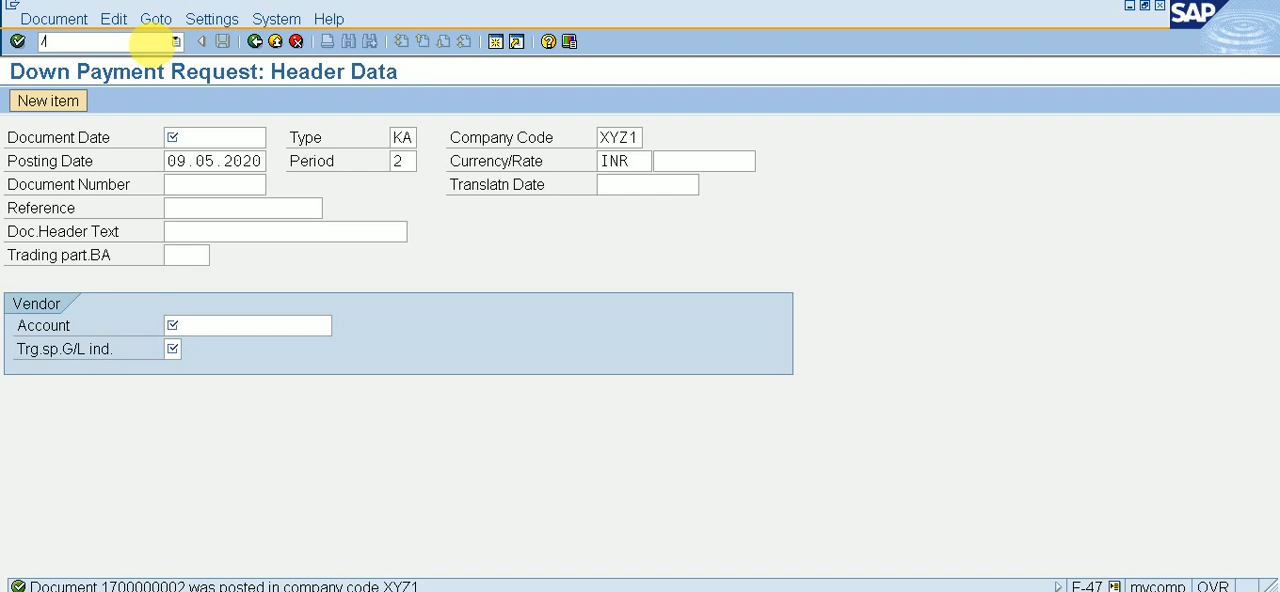 Document Edit Goto Settings System Help
SAP
/
Down Payment Request: Header Data
New item
Document Date Type KA Company Code XYZ1
Posting Date 09.05.2020 Period 2 Currency/Rate INR
Document Number Translatn Date
Reference
Doc.Header Text
Trading part.BA
Vendor
Account
Trg.sp.G/L ind.
Document 1700000002 was posted in company code XYZ1 F-47 mycomp OVR